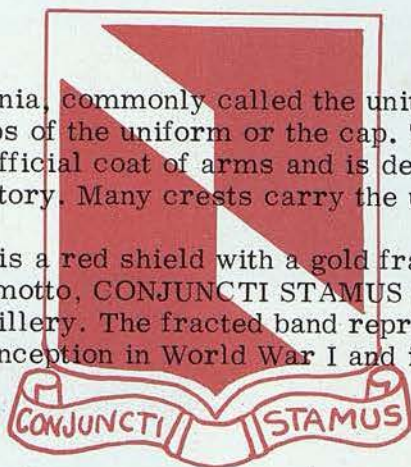 nia, commonly called the uni
s of the uniform or the cap.
fficial coat of arms and is de
tory. Many crests carry the
is a red shield with a gold fra
motto, CONJUNCTI STAMUS
illery. The fracted band repr
nception in World War I and i
CONJUNCTI STAMUS